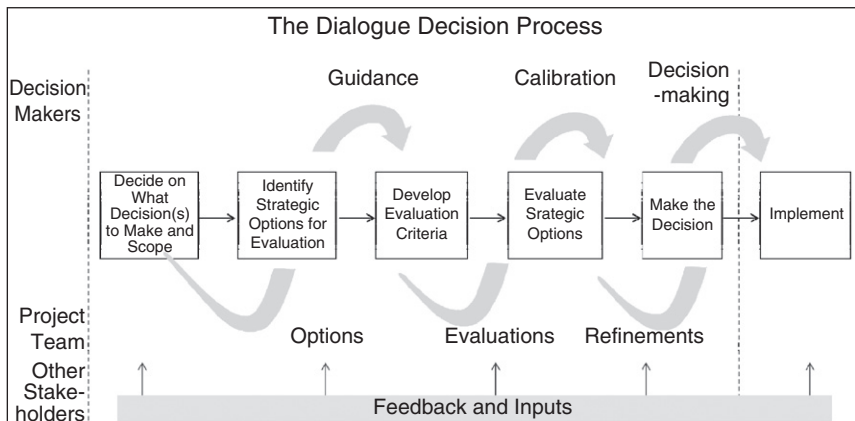 The Dialogue Decision Process
Decision
Makers
Guidance
Calibration
Decision
-making
Decide on
What
Decision(s)
to Make and
Scope
Identify
Strategic
Options for
Evaluation
Develop
Evaluation
Criteria
Evaluate
Srategic
Options
Make the
Decision
Implement
Project
Team
Options
Evaluations
Refinements
Other
Stake-
holders
Feedback and Inputs